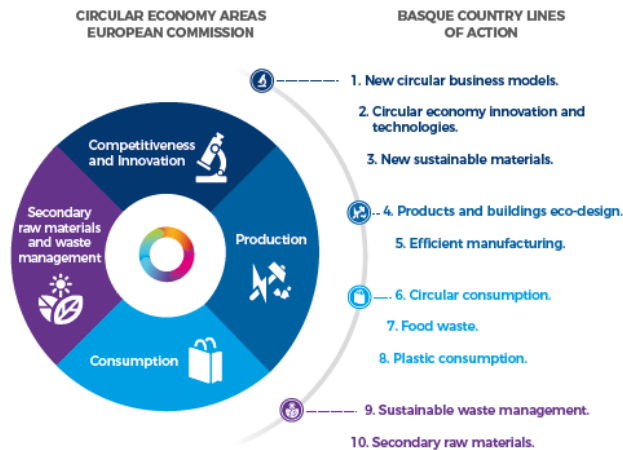 CIRCULAR ECONOMY AREAS
EUROPEAN COMMISSION
Competitiveness
and Innovation
Secondary
raw materials
and waste
management
Production
Consumption
BASQUE COUNTRY LINES
OF ACTION
1. New circular business models.
2. Circular economy innovation and
technologies.
3. New sustainable materials.
4. Products and buildings eco-design.
5. Efficient manufacturing.
6. Circular consumption.
7. Food waste.
8. Plastic consumption.
9. Sustainable waste management.
10. Secondary raw materials.